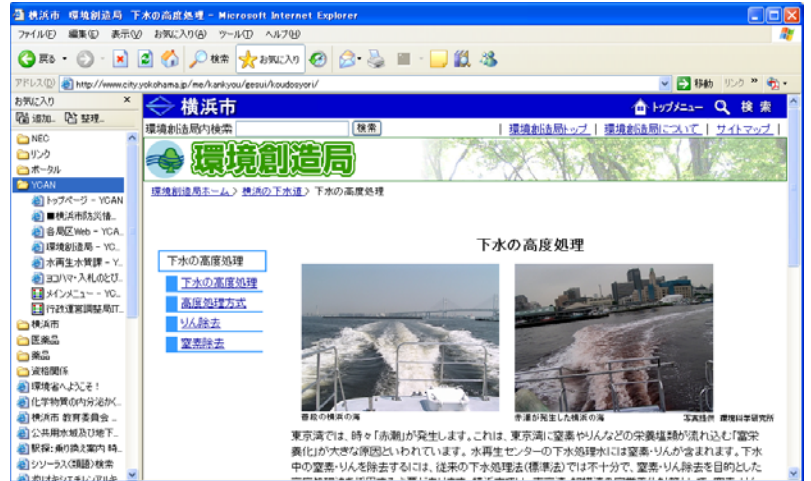 横浜市 環境創造局 下水の高度処理 - Microsoft Internet Explorer
ファイル(F) 編集(E) 表示(V) お気に入り(A) ツール(T) ヘルプ(H)
戻る 検索 お気に入り
アドレス(D) http://www.city.yokohama.jp/me/kankyou/gesui/koudosyori/ 移動 リンク »
お気に入り ×
追加... 整理...
NEC
リンク
ポータル
YCAN
トップページ - YCAN
■横浜市防災情...
各局区Web - YCA...
環境創造局 - YC...
水再生水質課 - Y...
ヨコハマ・入札のとび...
メインメニュー - YC...
行政運営調整局IT...
横浜市
医薬品
薬品
資格関係
環境省へようこそ!
化学物質の内分泌かく...
横浜市 教育委員会 ...
公共用水域及び地下...
駅探:乗り換え案内 時...
シソーラス(類語)検索
横浜市 トップメニュー 検索
環境創造局内検索 検索 | 環境創造局トップ | 環境創造局について | サイトマップ |
環境創造局
環境創造局ホーム > 横浜の下水道 > 下水の高度処理
下水の高度処理
下水の高度処理
下水の高度処理
高度処理方式
りん除去
窒素除去
普段の横浜の海 赤潮が発生した横浜の海 写真提供 環境科学研究所
東京湾では、時々「赤潮」が発生します。これは、東京湾に窒素やりんなどの栄養塩類が流れ込む「富栄
養化」が大きな原因といわれています。水再生センターの下水処理水には窒素・りんが含まれます。下水
中の窒素・りんを除去するには、従来の下水処理法(標準法)では不十分で、窒素・りん除去を目的とした